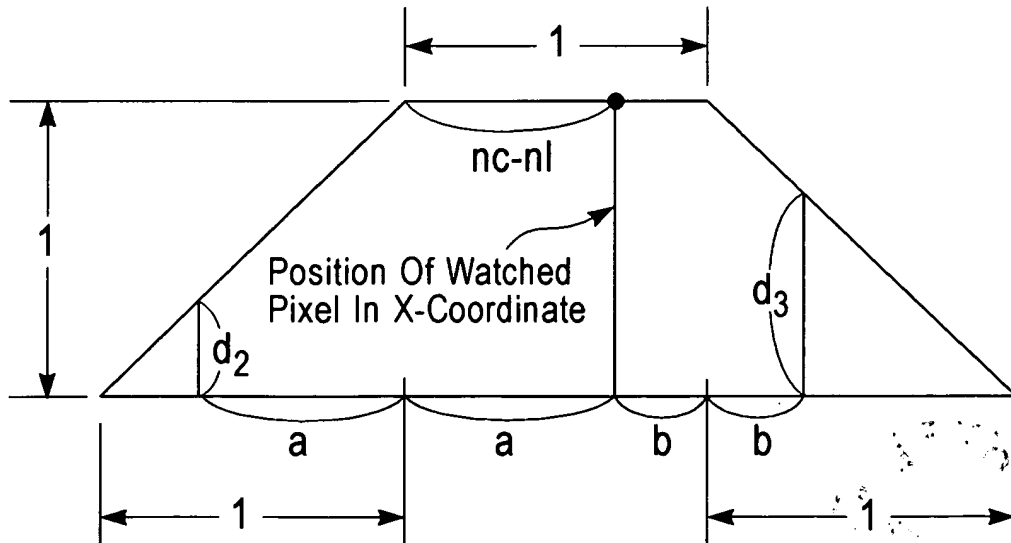 1
nc-nl
1
Position Of Watched
Pixel In X-Coordinate
d2
d3
a
a
b
b
1
1